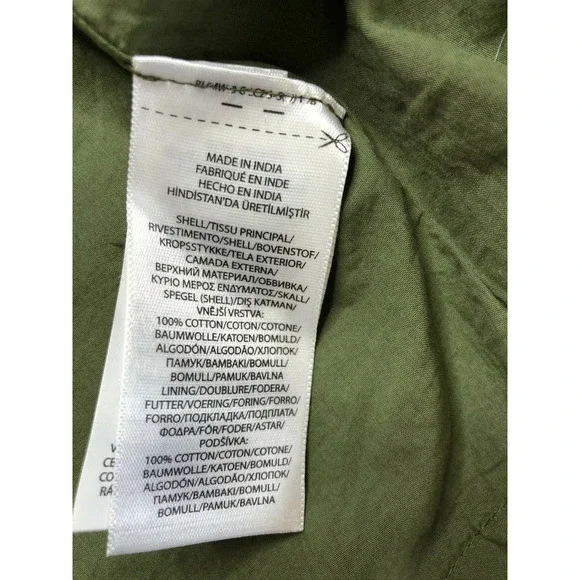 MADE IN INDIA
FABRIQUÉ EN INDE
HECHO EN INDIA
HİNDİSTAN'DA ÜRETİLMİŞTİR
SHELL/TISSU PRINCIPAL/
RIVESTIMENTO/SHELL/BOVENSTOF/
KROPSSTYKKE/TELA EXTERIOR/
CAMADA EXTERNA/
ВЕРХНИЙ МАТЕРИАЛ/ОБВИВКА/
ΚΥΡΙΟ ΜΕΡΟΣ ΕΝΔΥΜΑΤΟΣ/SKALL/
SPEGEL (SHELL)/DIŞ KATMAN/
VNĚJŠÍ VRSTVA:
100% COTTON/COTON/COTONE/
BAUMWOLLE/KATOEN/BOMULD/
ALGODÓN/ALGODÃO/ХЛОПОК/
ПАМУК/ΒΑΜΒΑΚΙ/BOMULL/
BOMULL/PAMUK/BAVLNA
LINING/DOUBLURE/FODERA/
FUTTER/VOERING/FORING/FORRO/
FORRO/ПОДКЛАДКА/ПОДПЛАТА/
ΦΟΔΡΑ/FÔR/FODER/ASTAR/
PODŠÍVKA:
100% COTTON/COTON/COTONE/
BAUMWOLLE/KATOEN/BOMULD/
ALGODÓN/ALGODÃO/ХЛОПОК/
ПАМУК/ΒΑΜΒΑΚΙ/BOMULL/
BOMULL/PAMUK/BAVLNA